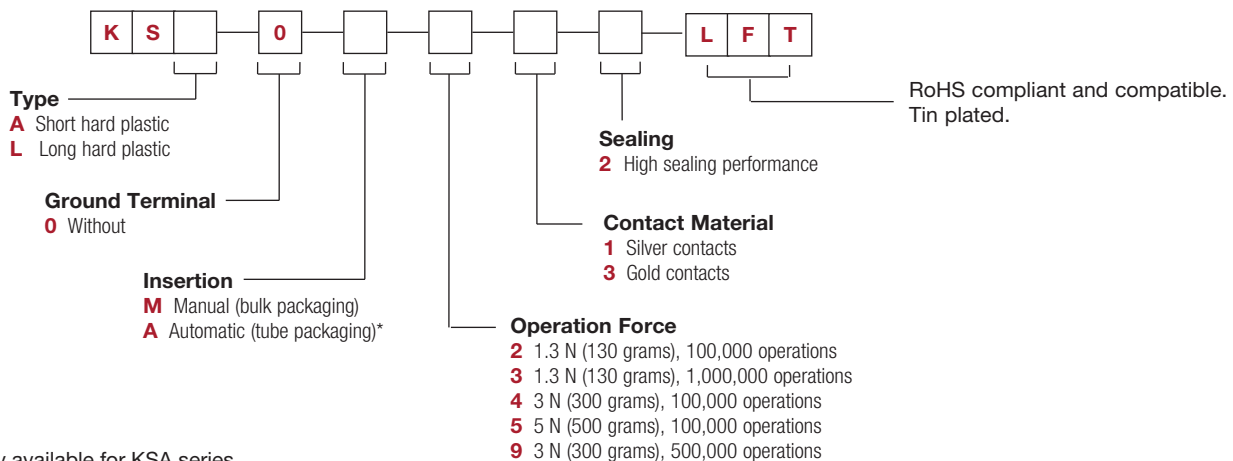 K S 0 L F T
Type
A Short hard plastic
L Long hard plastic
Ground Terminal
0 Without
Insertion
M Manual (bulk packaging)
A Automatic (tube packaging)*
Operation Force
2 1.3 N (130 grams), 100,000 operations
3 1.3 N (130 grams), 1,000,000 operations
4 3 N (300 grams), 100,000 operations
5 5 N (500 grams), 100,000 operations
9 3 N (300 grams), 500,000 operations
Contact Material
1 Silver contacts
3 Gold contacts
Sealing
2 High sealing performance
RoHS compliant and compatible.
Tin plated.
available for KSA series